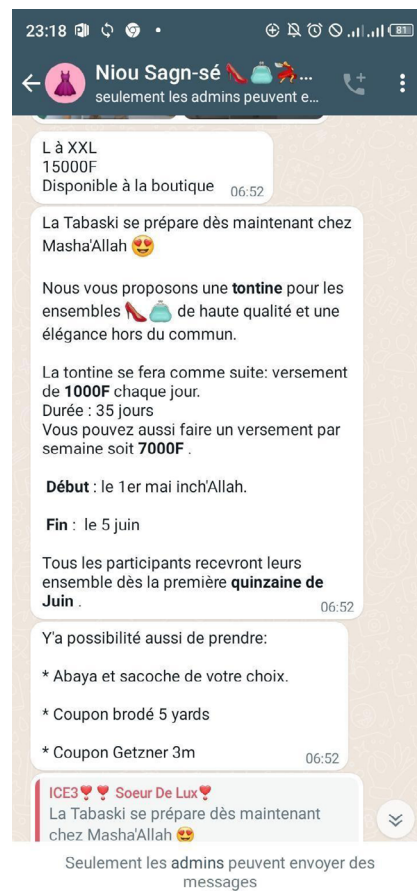 23:18
81
Niou Sagn-sé 👠👛💃...
seulement les admins peuvent e...
L à XXL
15000F
Disponible à la boutique 06:52
La Tabaski se prépare dès maintenant chez
Masha'Allah 😍
Nous vous proposons une tontine pour les
ensembles 👠👛 de haute qualité et une
élégance hors du commun.
La tontine se fera comme suite: versement
de 1000F chaque jour.
Durée : 35 jours
Vous pouvez aussi faire un versement par
semaine soit 7000F .
Début : le 1er mai inch'Allah.
Fin : le 5 juin
Tous les participants recevront leurs
ensemble dès la première quinzaine de
Juin . 06:52
Y'a possibilité aussi de prendre:
* Abaya et sacoche de votre choix.
* Coupon brodé 5 yards
* Coupon Getzner 3m 06:52
ICE3❣❣ Soeur De Lux❣
La Tabaski se prépare dès maintenant
chez Masha'Allah 😍
Seulement les admins peuvent envoyer des
messages